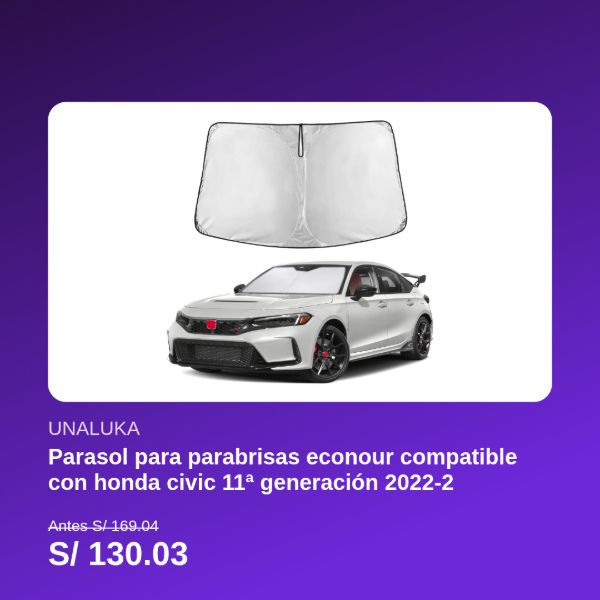 UNALUKA
Parasol para parabrisas econour compatible
con honda civic 11ª generación 2022-2
Antes S/ 169.04
S/ 130.03